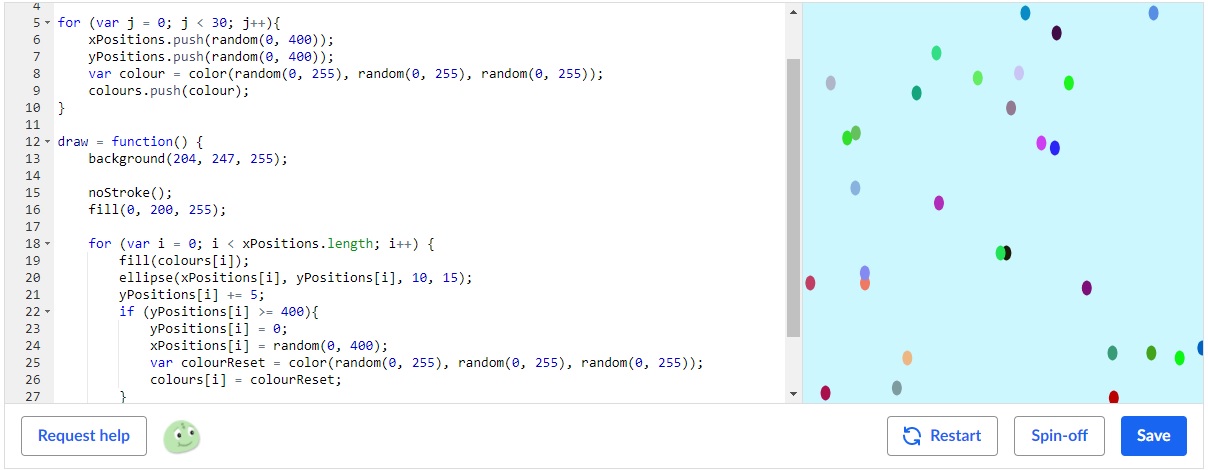 4
5 for (var j = 0; j < 30; j++){
6 xPositions.push(random(0, 400));
7 yPositions.push(random(0, 400));
8 var colour = color(random(0, 255), random(0, 255), random(0, 255));
9 colours.push(colour);
10 }
11
12 draw = function() {
13 background(204, 247, 255);
14
15 noStroke();
16 fill(0, 200, 255);
17
18 for (var i = 0; i < xPositions.length; i++) {
19 fill(colours[i]);
20 ellipse(xPositions[i], yPositions[i], 10, 15);
21 yPositions[i] += 5;
22 if (yPositions[i] >= 400){
23 yPositions[i] = 0;
24 xPositions[i] = random(0, 400);
25 var colourReset = color(random(0, 255), random(0, 255), random(0, 255));
26 colours[i] = colourReset;
27 }
Request help
Restart
Spin-off
Save